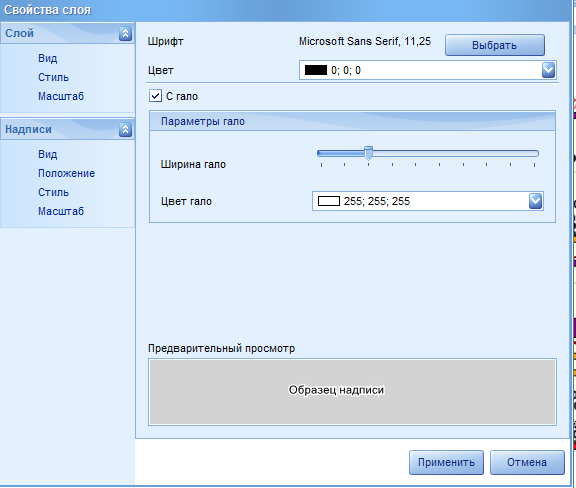 Свойства слоя
Слой
Вид
Стиль
Масштаб
Надписи
Вид
Положение
Стиль
Масштаб
Шрифт Microsoft Sans Serif, 11,25 Выбрать
Цвет 0; 0; 0
С гало
Параметры гало
Ширина гало
Цвет гало 255; 255; 255
Предварительный просмотр
Образец надписи
Применить Отмена